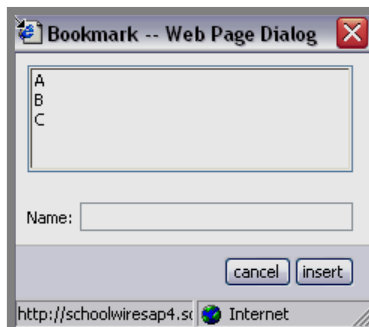 Bookmark -- Web Page Dialog
A
B
C
Name:
cancel insert
http://schoolwiresap4.sc Internet